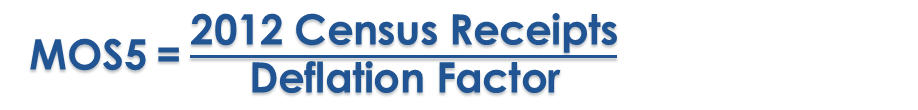 MOS5 = 2012 Census Receipts
Deflation Factor